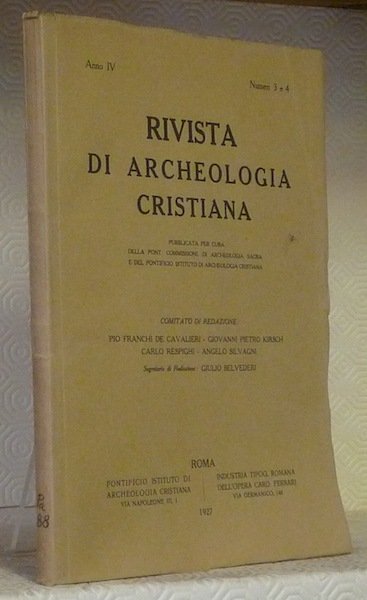 Anno IV
Numeri 3 e 4
RIVISTA
DI ARCHEOLOGIA
CRISTIANA
PUBBLICATA PER CURA
DELLA PONT. COMMISSIONE DI ARCHEOLOGIA SACRA
E DEL PONTIFICIO ISTITUTO DI ARCHEOLOGIA CRISTIANA
COMITATO DI REDAZIONE
PIO FRANCHI DE CAVALIERI - GIOVANNI PIETRO KIRSCH
CARLO RESPIGHI - ANGELO SILVAGNI
Segretario di Redazione: GIULIO BELVEDERI
ROMA
PONTIFICIO ISTITUTO DI
ARCHEOLOGIA CRISTIANA
VIA NAPOLEONE III, 1
INDUSTRIA TIPOG. ROMANA
DELL'OPERA CARD. FERRARI
VIA GERMANICO, 146
1927
88